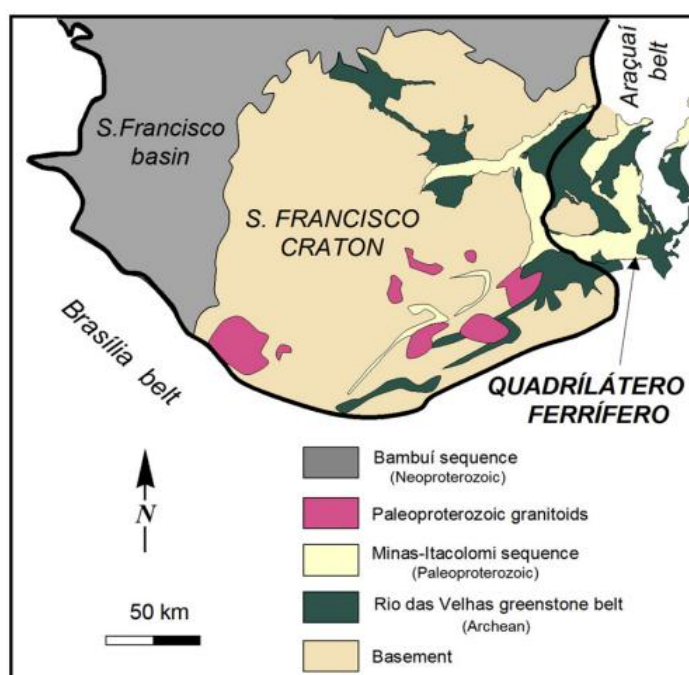 S.Francisco
basin
Araçuaí
belt
S. FRANCISCO
CRATON
Brasília belt
QUADRÍLÁTERO
FERRÍFERO
N
50 km
Bambuí sequence
(Neoproterozoic)
Paleoproterozoic granitoids
Minas-Itacolomi sequence
(Paleoproterozoic)
Rio das Velhas greenstone belt
(Archean)
Basement